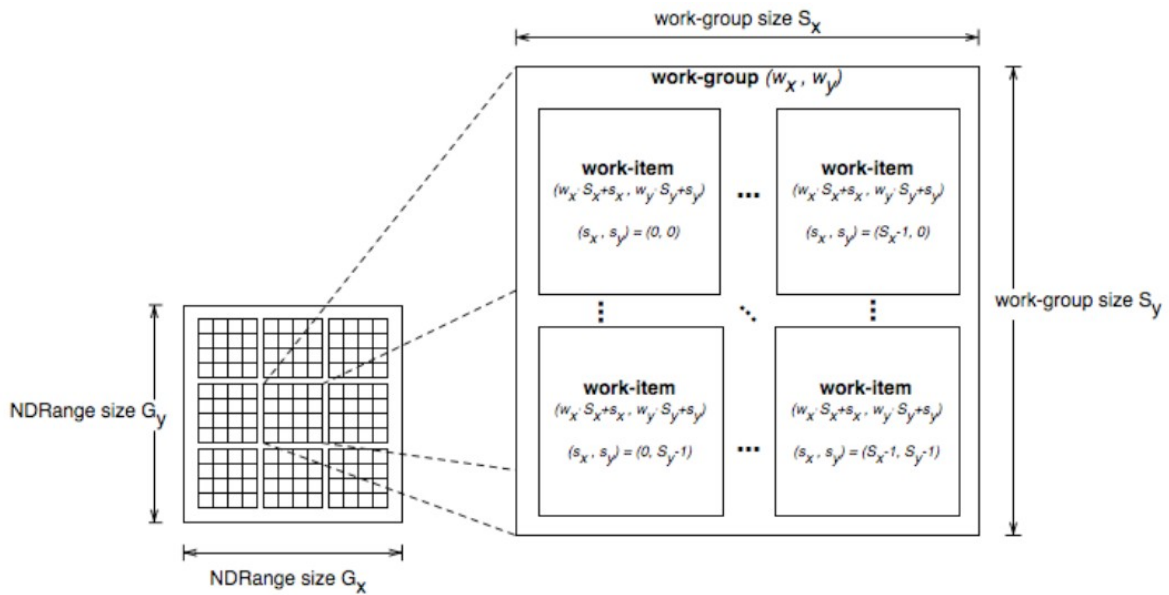 work-group size Sx
work-group (wx , wy)
work-item
(wx· Sx+sx , wy· Sy+sy)
(sx , sy) = (0, 0)
...
work-item
(wx· Sx+sx , wy· Sy+sy)
(sx , sy) = (Sx-1, 0)
work-group size Sy
NDRange size Gy
work-item
(wx· Sx+sx , wy· Sy+sy)
(sx , sy) = (0, Sy-1)
...
work-item
(wx· Sx+sx , wy· Sy+sy)
(sx , sy) = (Sx-1, Sy-1)
NDRange size Gx